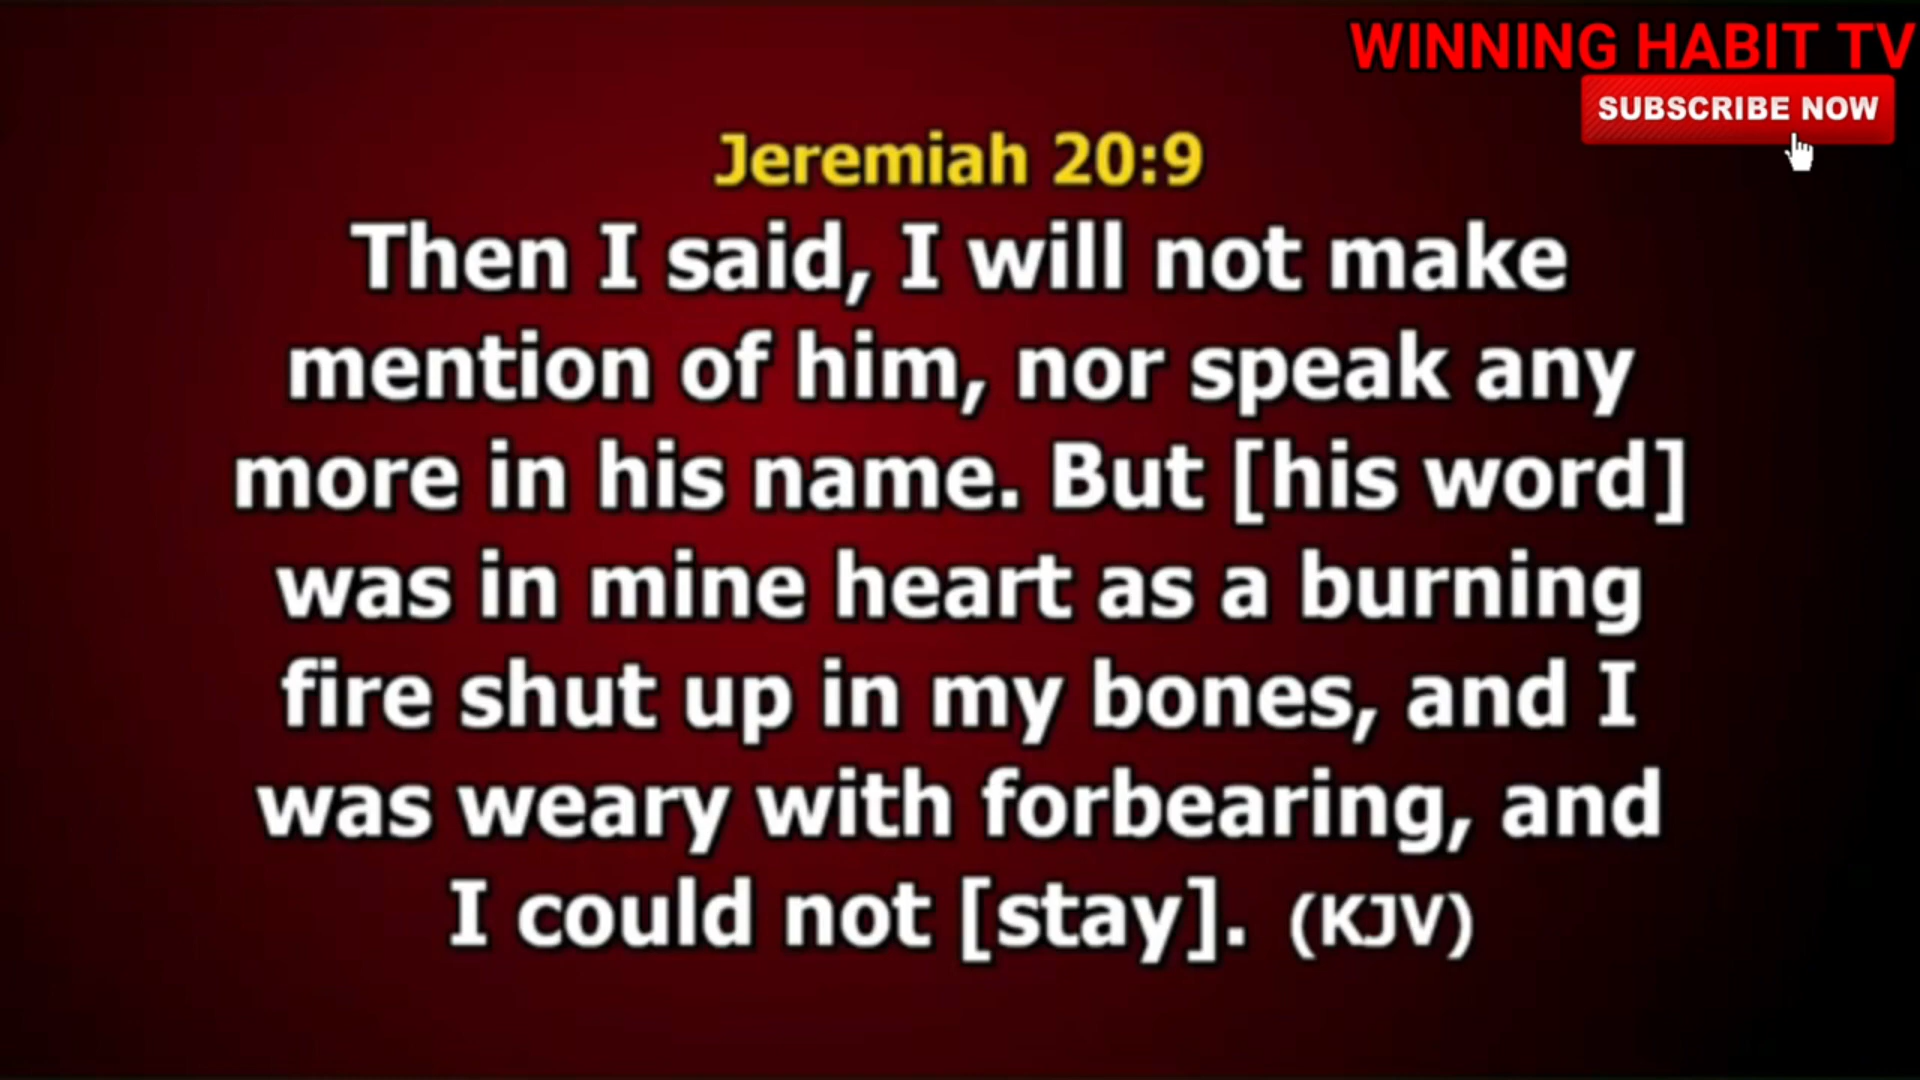 WINNING HABIT TV
SUBSCRIBE NOW
Jeremiah 20:9
Then I said, I will not make
mention of him, nor speak any
more in his name. But [his word]
was in mine heart as a burning
fire shut up in my bones, and I
was weary with forbearing, and
I could not [stay]. (KJV)